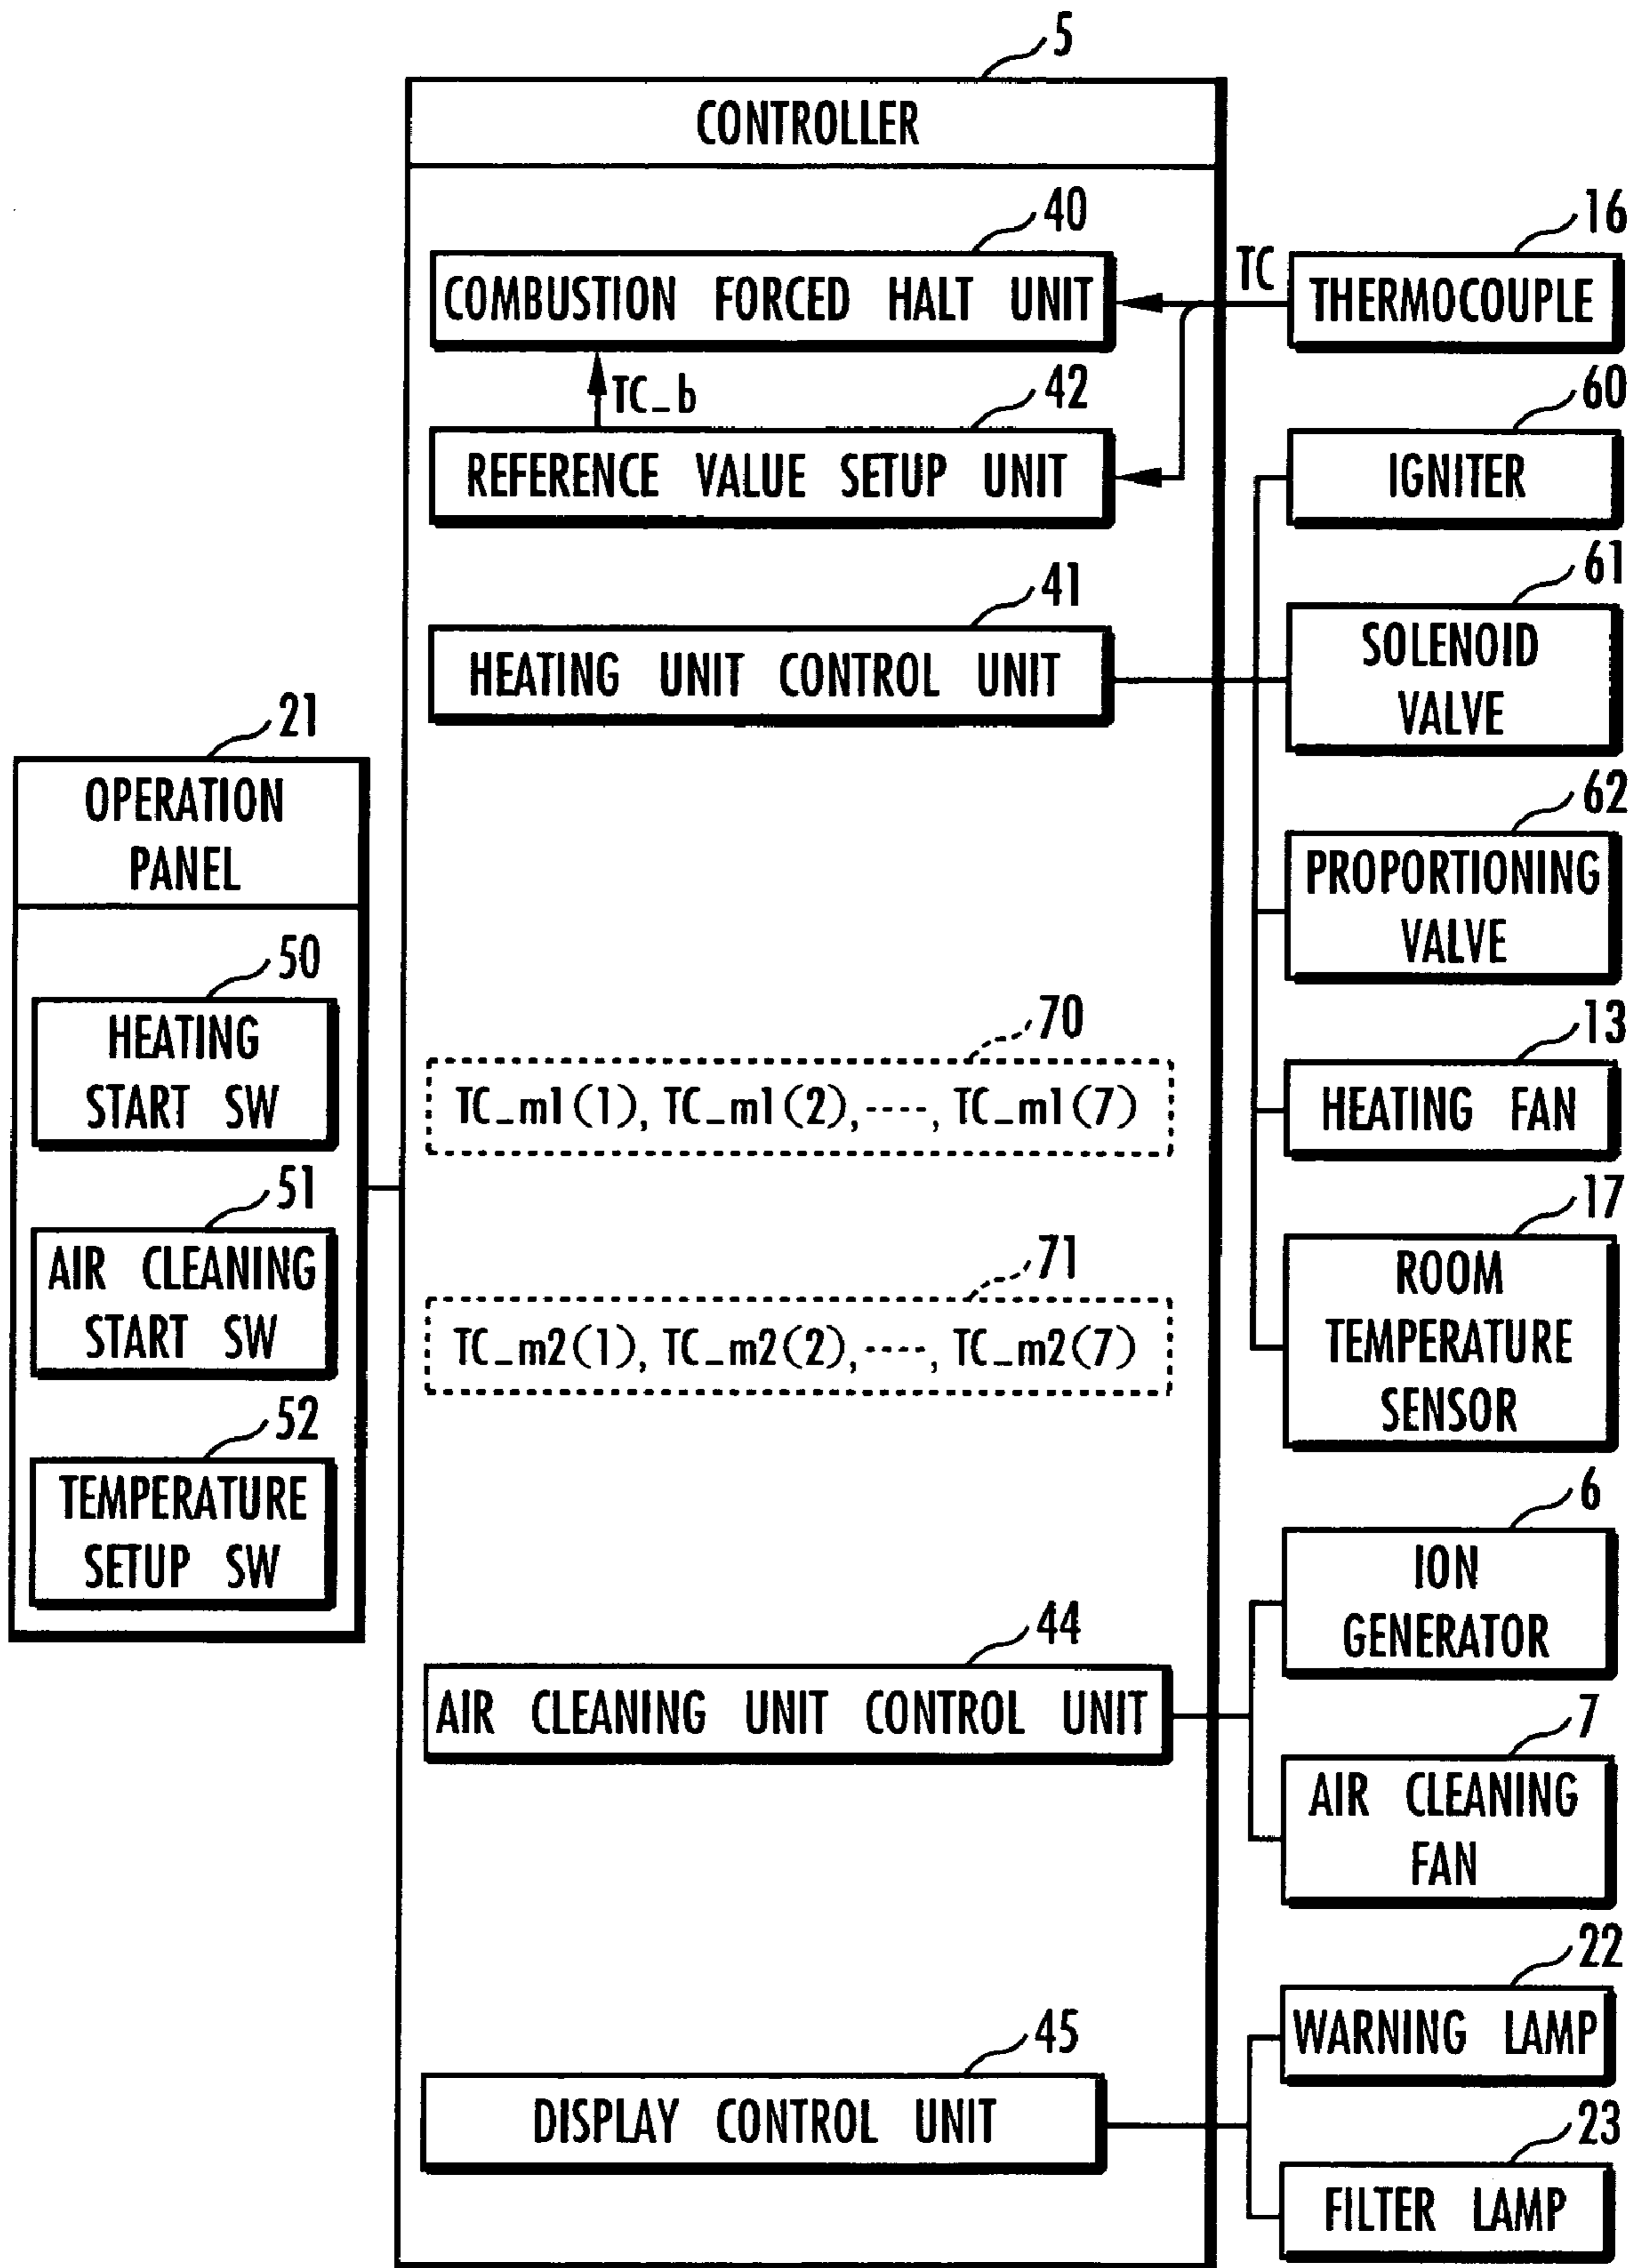 5
CONTROLLER
40
COMBUSTION FORCED HALT UNIT
TC
16
THERMOCOUPLE
TC_b
42
REFERENCE VALUE SETUP UNIT
60
IGNITER
41
HEATING UNIT CONTROL UNIT
61
SOLENOID
VALVE
21
OPERATION
PANEL
62
PROPORTIONING
VALVE
50
HEATING
START SW
70
TC_m1(1), TC_m1(2),----, TC_m1(7)
13
HEATING FAN
51
AIR CLEANING
START SW
71
TC_m2(1), TC_m2(2),----, TC_m2(7)
17
ROOM
TEMPERATURE
SENSOR
52
TEMPERATURE
SETUP SW
6
ION
GENERATOR
44
AIR CLEANING UNIT CONTROL UNIT
7
AIR CLEANING
FAN
22
WARNING LAMP
45
DISPLAY CONTROL UNIT
23
FILTER LAMP